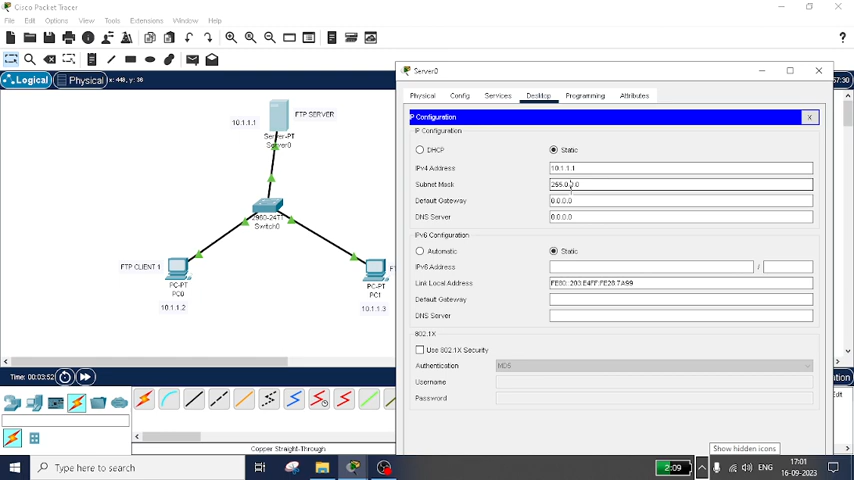 Cisco Packet Tracer
File Edit Options View Tools Extensions Window Help
Logical Physical x: 448, y: 36
Server0
Physical Config Services Desktop Programming Attributes
IP Configuration X
IP Configuration
DHCP Static
IPv4 Address 10.1.1.1
Subnet Mask 255.0.0.0
Default Gateway 0.0.0.0
DNS Server 0.0.0.0
IPv6 Configuration
Automatic Static
IPv6 Address /
Link Local Address FE80::203:E4FF:FE28:7A99
Default Gateway
DNS Server
802.1X
Use 802.1X Security
Authentication MD5
Username
Password
10.1.1.1
FTP SERVER
Server-PT
Server0
2960-24TT
Switch0
FTP CLIENT 1
PC-PT
PC0
10.1.1.2
PC-PT
PC1
10.1.1.3
Time: 00:03:52
Copper Straight-Through
Show hidden icons
Type here to search
2:09
ENG
17:01
16-09-2023